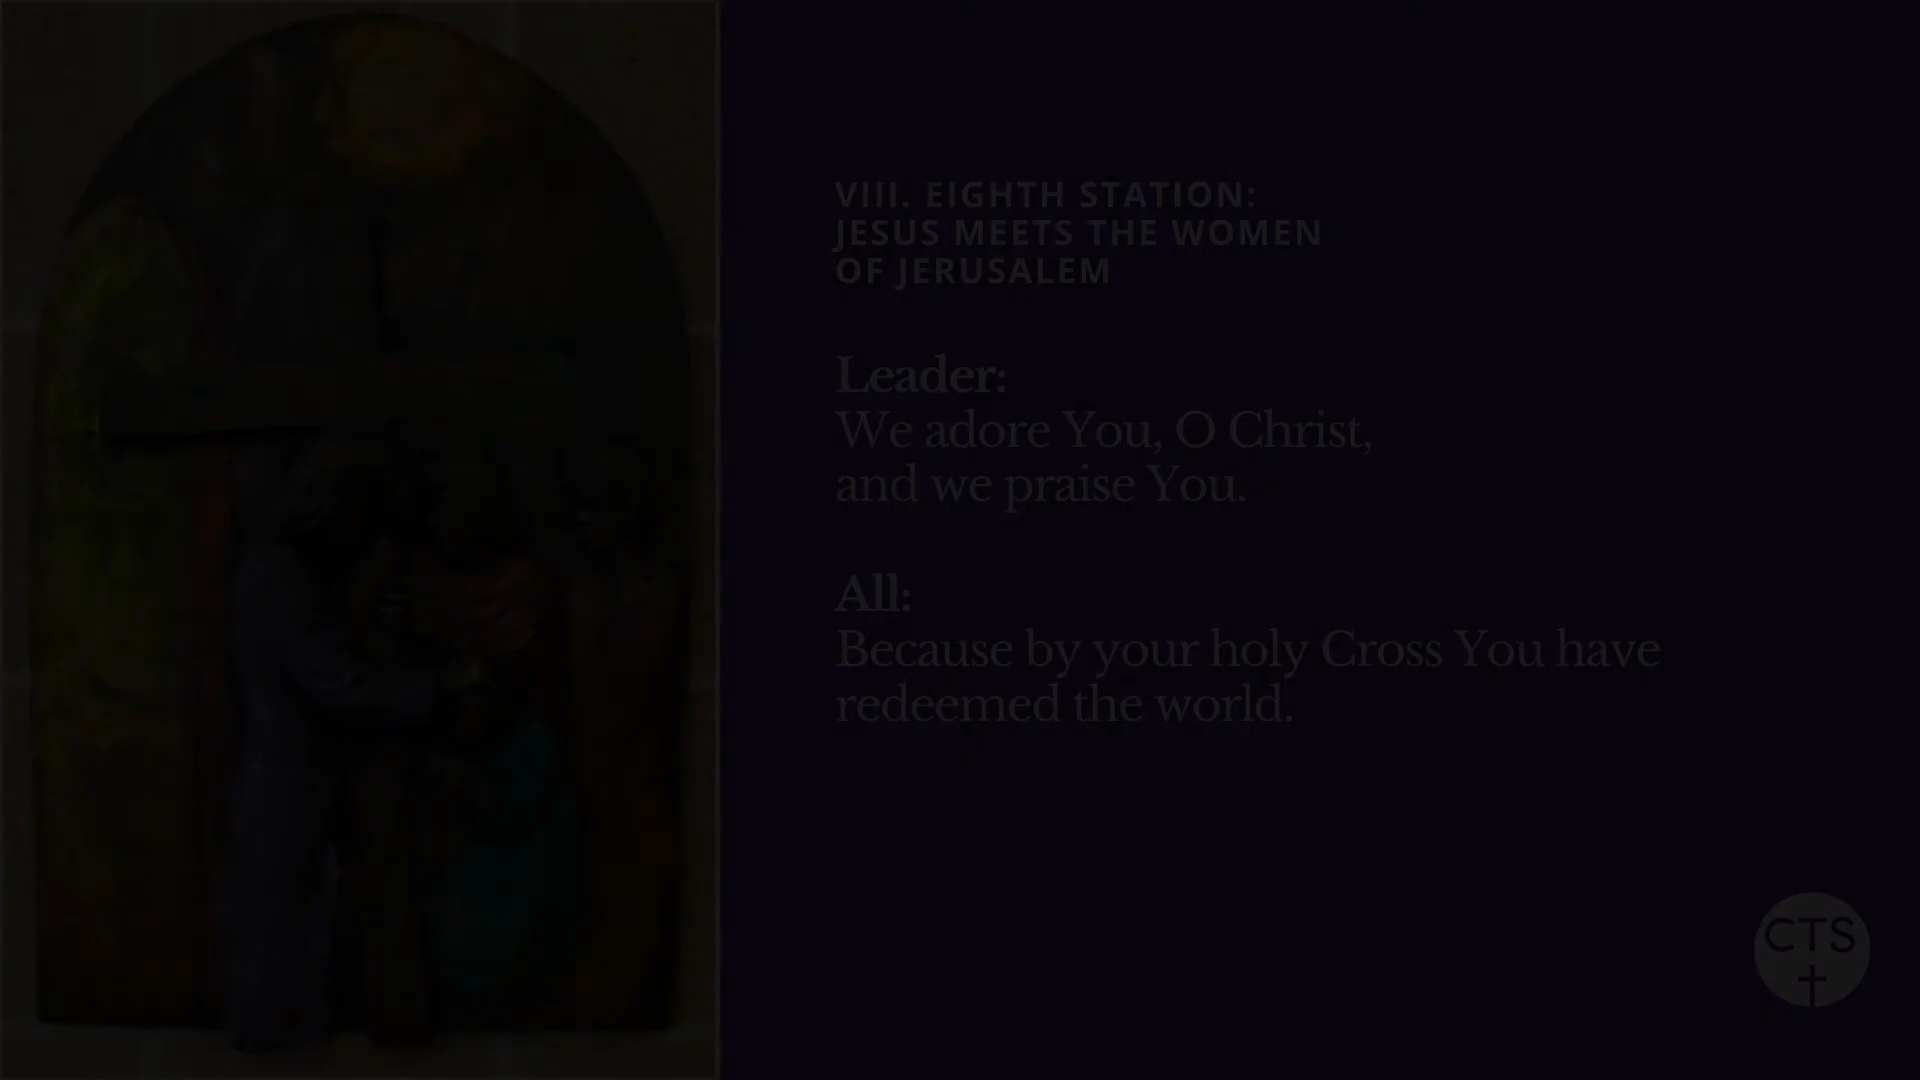 VIII. EIGHTH STATION:
JESUS MEETS THE WOMEN
OF JERUSALEM
Leader:
We adore You, O Christ,
and we praise You.
All:
Because by your holy Cross You have
redeemed the world.
CTS